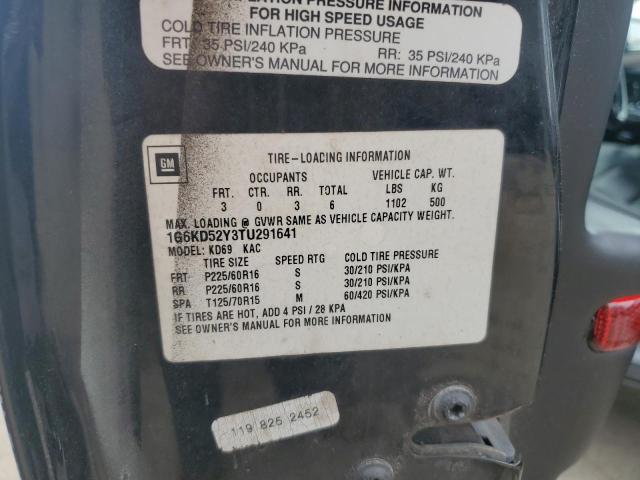 PRESSURE INFORMATION
FOR HIGH SPEED USAGE
COLD TIRE INFLATION PRESSURE
FRT: 35 PSI/240 KPa RR: 35 PSI/240 KPa
SEE OWNER'S MANUAL FOR MORE INFORMATION
GM
TIRE-LOADING INFORMATION
OCCUPANTS VEHICLE CAP. WT.
FRT. CTR. RR. TOTAL LBS KG
3 0 3 6 1102 500
MAX. LOADING @ GVWR SAME AS VEHICLE CAPACITY WEIGHT.
1G6KD52Y3TU291641
MODEL: KD69 KAC
TIRE SIZE SPEED RTG COLD TIRE PRESSURE
FRT P225/60R16 S 30/210 PSI/KPA
RR P225/60R16 S 30/210 PSI/KPA
SPA T125/70R15 M 60/420 PSI/KPA
IF TIRES ARE HOT, ADD 4 PSI / 28 KPA
SEE OWNER'S MANUAL FOR MORE INFORMATION
119 825 2452